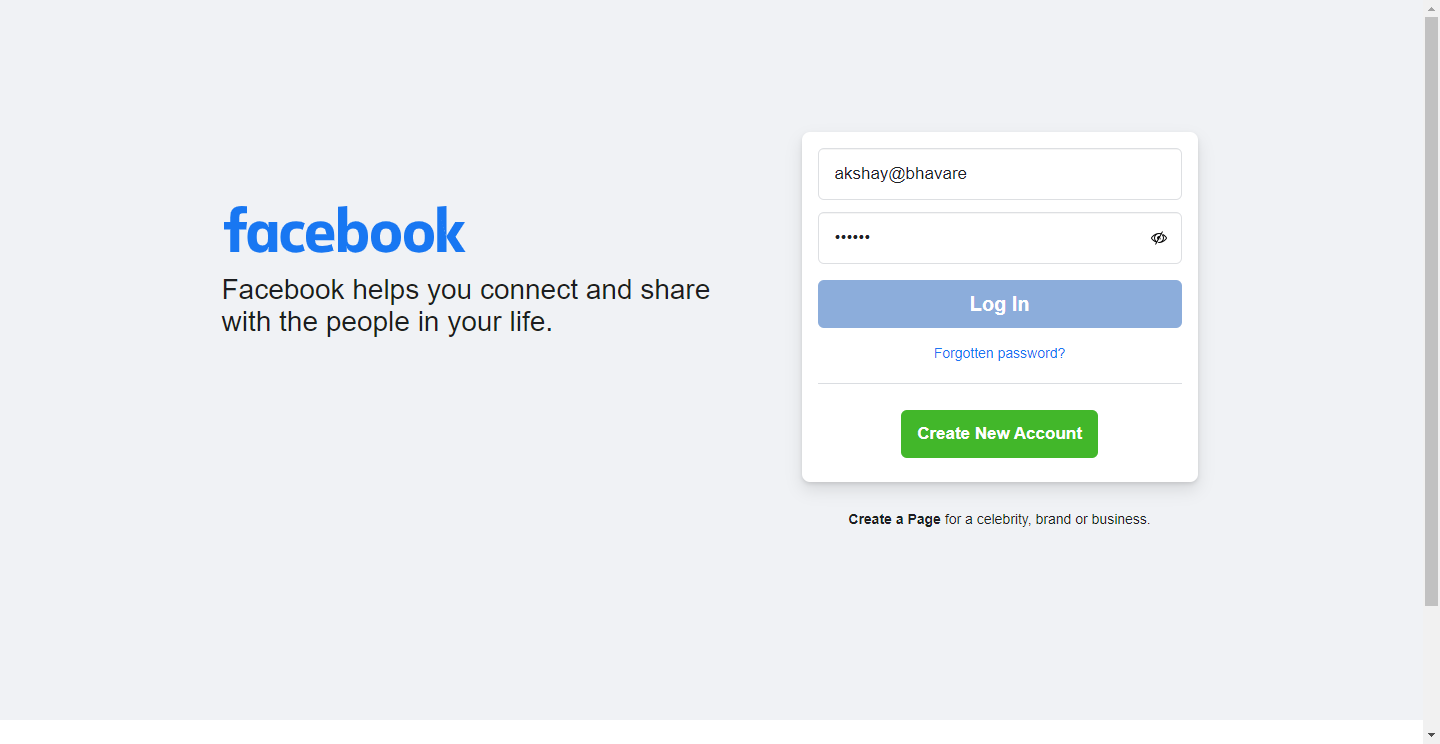 facebook
Facebook helps you connect and share
with the people in your life.
akshay@bhavare
••••••
Log In
Forgotten password?
Create New Account
Create a Page for a celebrity, brand or business.